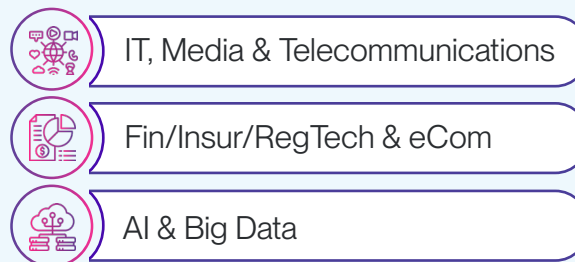 IT, Media & Telecommunications
Fin/Insur/RegTech & eCom
AI & Big Data